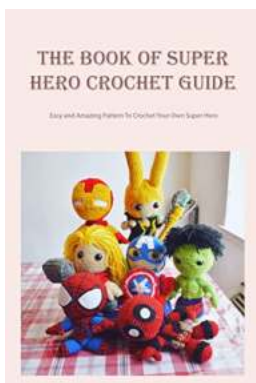 THE BOOK OF SUPER
HERO CROCHET GUIDE
Easy and Amazing Pattern To Crochet Your Own Super Hero